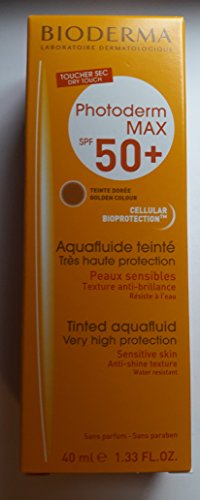 BIODERMA
LABORATOIRE DERMATOLOGIQUE
TOUCHER SEC
DRY TOUCH
Photoderm
MAX
SPF 50+
TEINTE DORÉE
GOLDEN COLOUR
CELLULAR
BIOPROTECTION™
Aquafluide teinté
Très haute protection
Peaux sensibles
Texture anti-brillance
Résiste à l'eau
Tinted aquafluid
Very high protection
Sensitive skin
Anti-shine texture
Water resistant
Sans parfum - Sans paraben
40 ml e 1.33 FL.OZ.